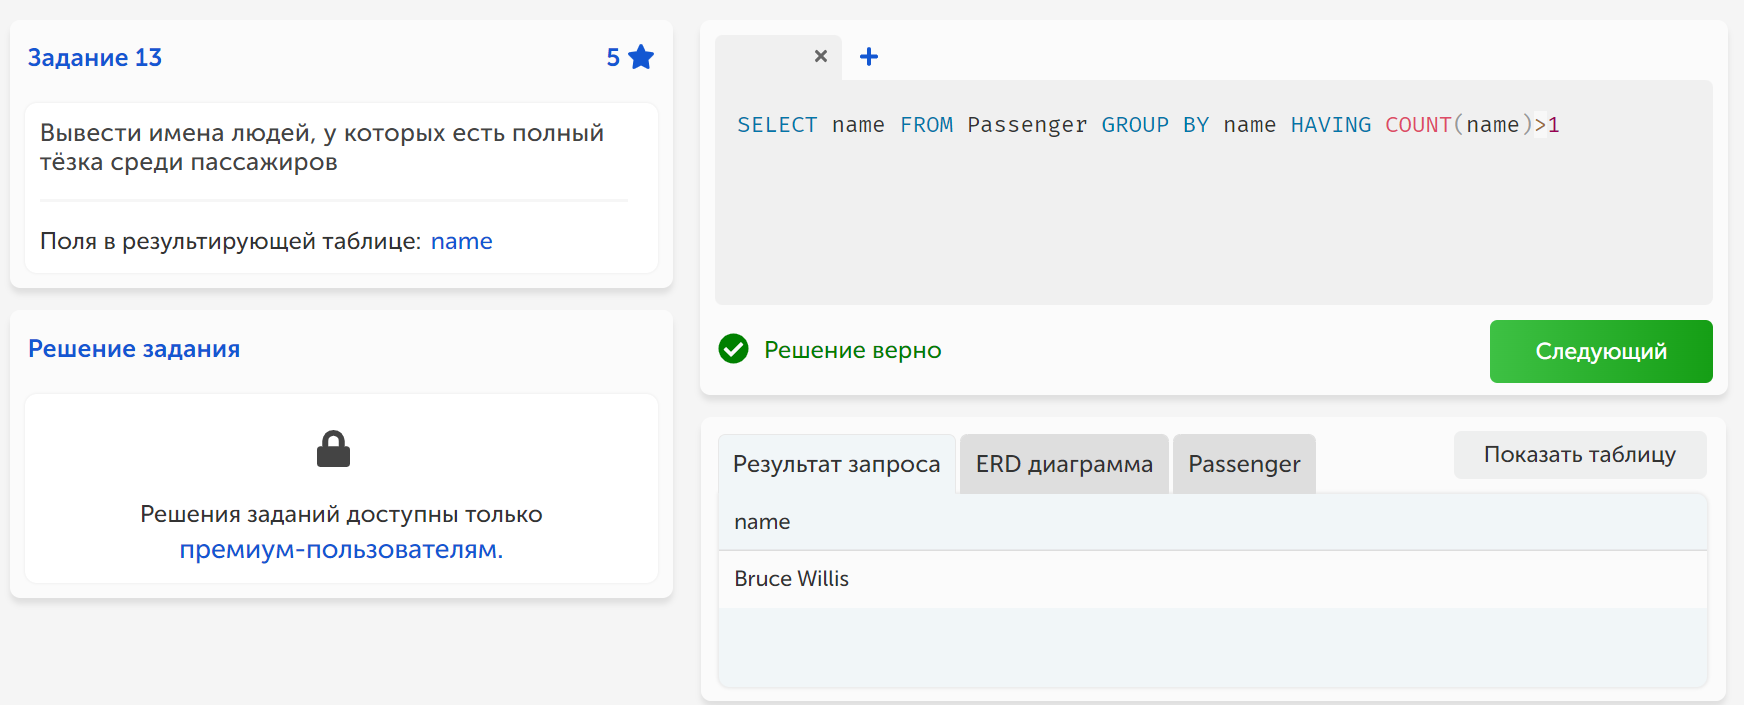 Задание 13
5
Вывести имена людей, у которых есть полный
тёзка среди пассажиров
Поля в результирующей таблице: name
Решение задания
Решения заданий доступны только
премиум-пользователям.
SELECT name FROM Passenger GROUP BY name HAVING COUNT(name)>1
Решение верно
Следующий
Результат запроса
ERD диаграмма
Passenger
Показать таблицу
name
Bruce Willis